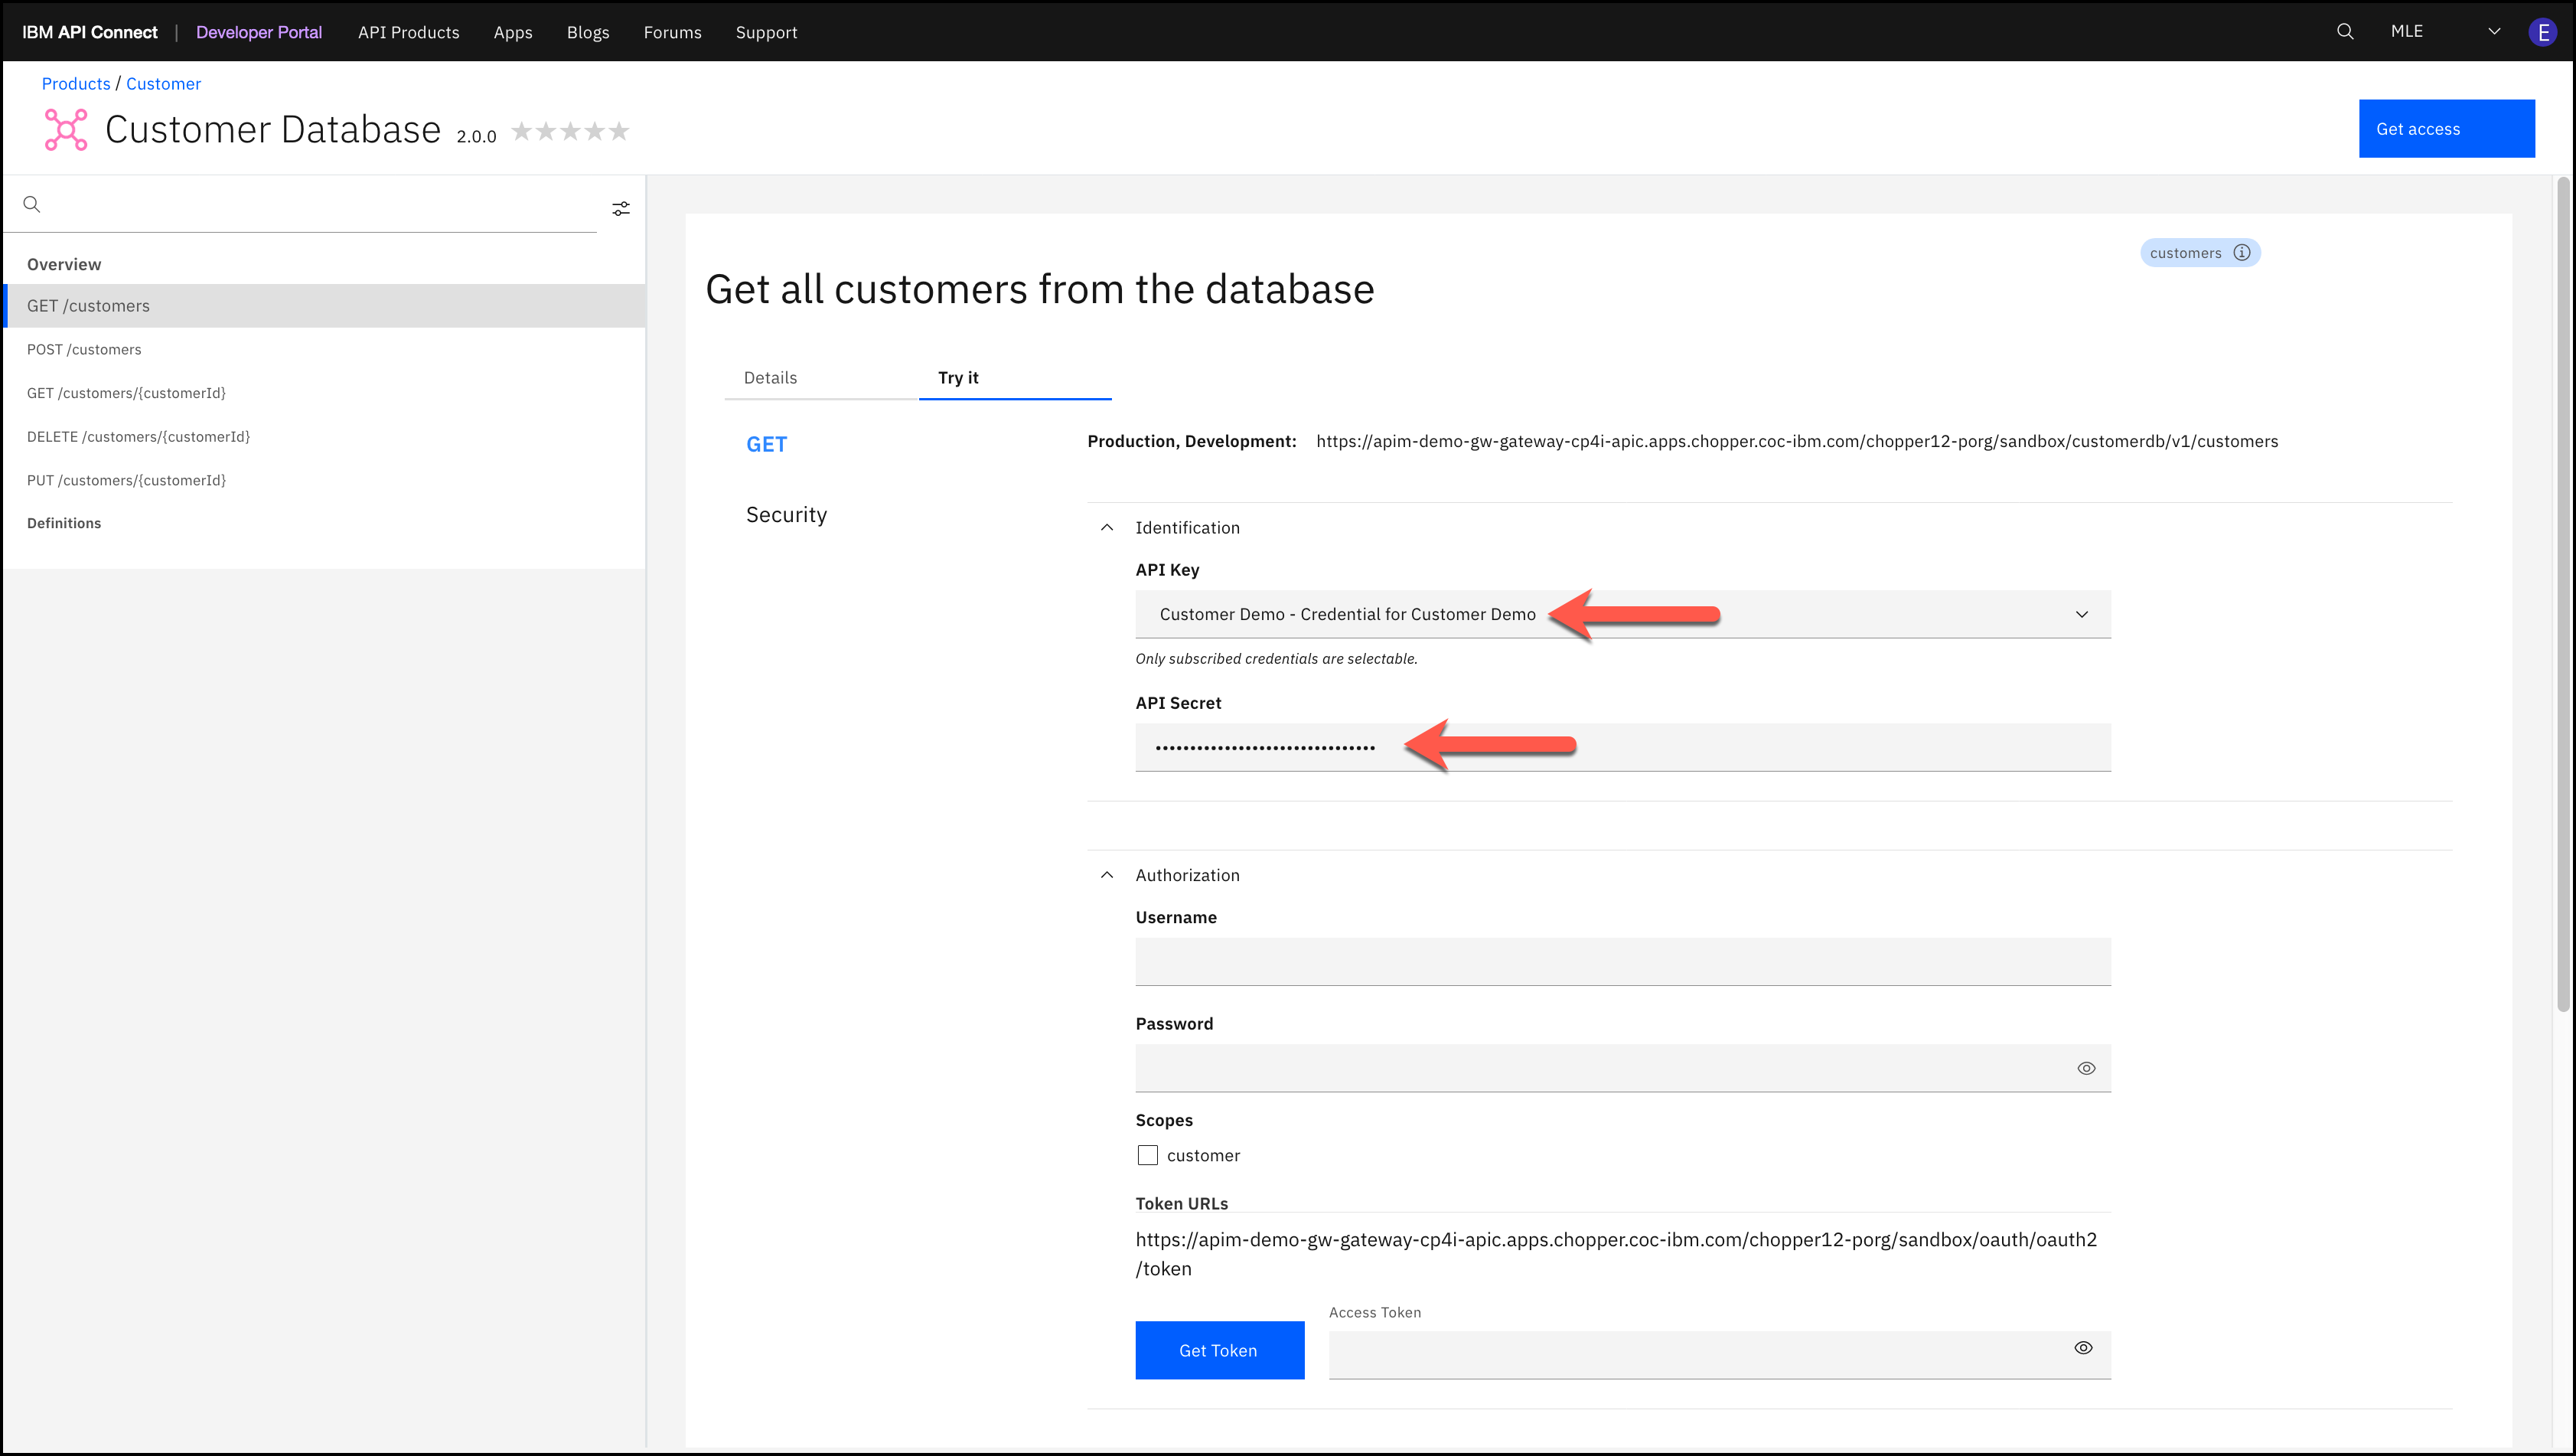 IBM API Connect | Developer Portal API Products Apps Blogs Forums Support MLE E
Products / Customer
Customer Database 2.0.0
Get access
Overview
GET /customers
POST /customers
GET /customers/{customerId}
DELETE /customers/{customerId}
PUT /customers/{customerId}
Definitions
customers
Get all customers from the database
Details Try it
GET
Production, Development: https://apim-demo-gw-gateway-cp4i-apic.apps.chopper.coc-ibm.com/chopper12-porg/sandbox/customerdb/v1/customers
Security
Identification
API Key
Customer Demo - Credential for Customer Demo
Only subscribed credentials are selectable.
API Secret
••••••••••••••••••••••••••••••••
Authorization
Username
Password
Scopes
customer
Token URLs
https://apim-demo-gw-gateway-cp4i-apic.apps.chopper.coc-ibm.com/chopper12-porg/sandbox/oauth/oauth2
/token
Access Token
Get Token